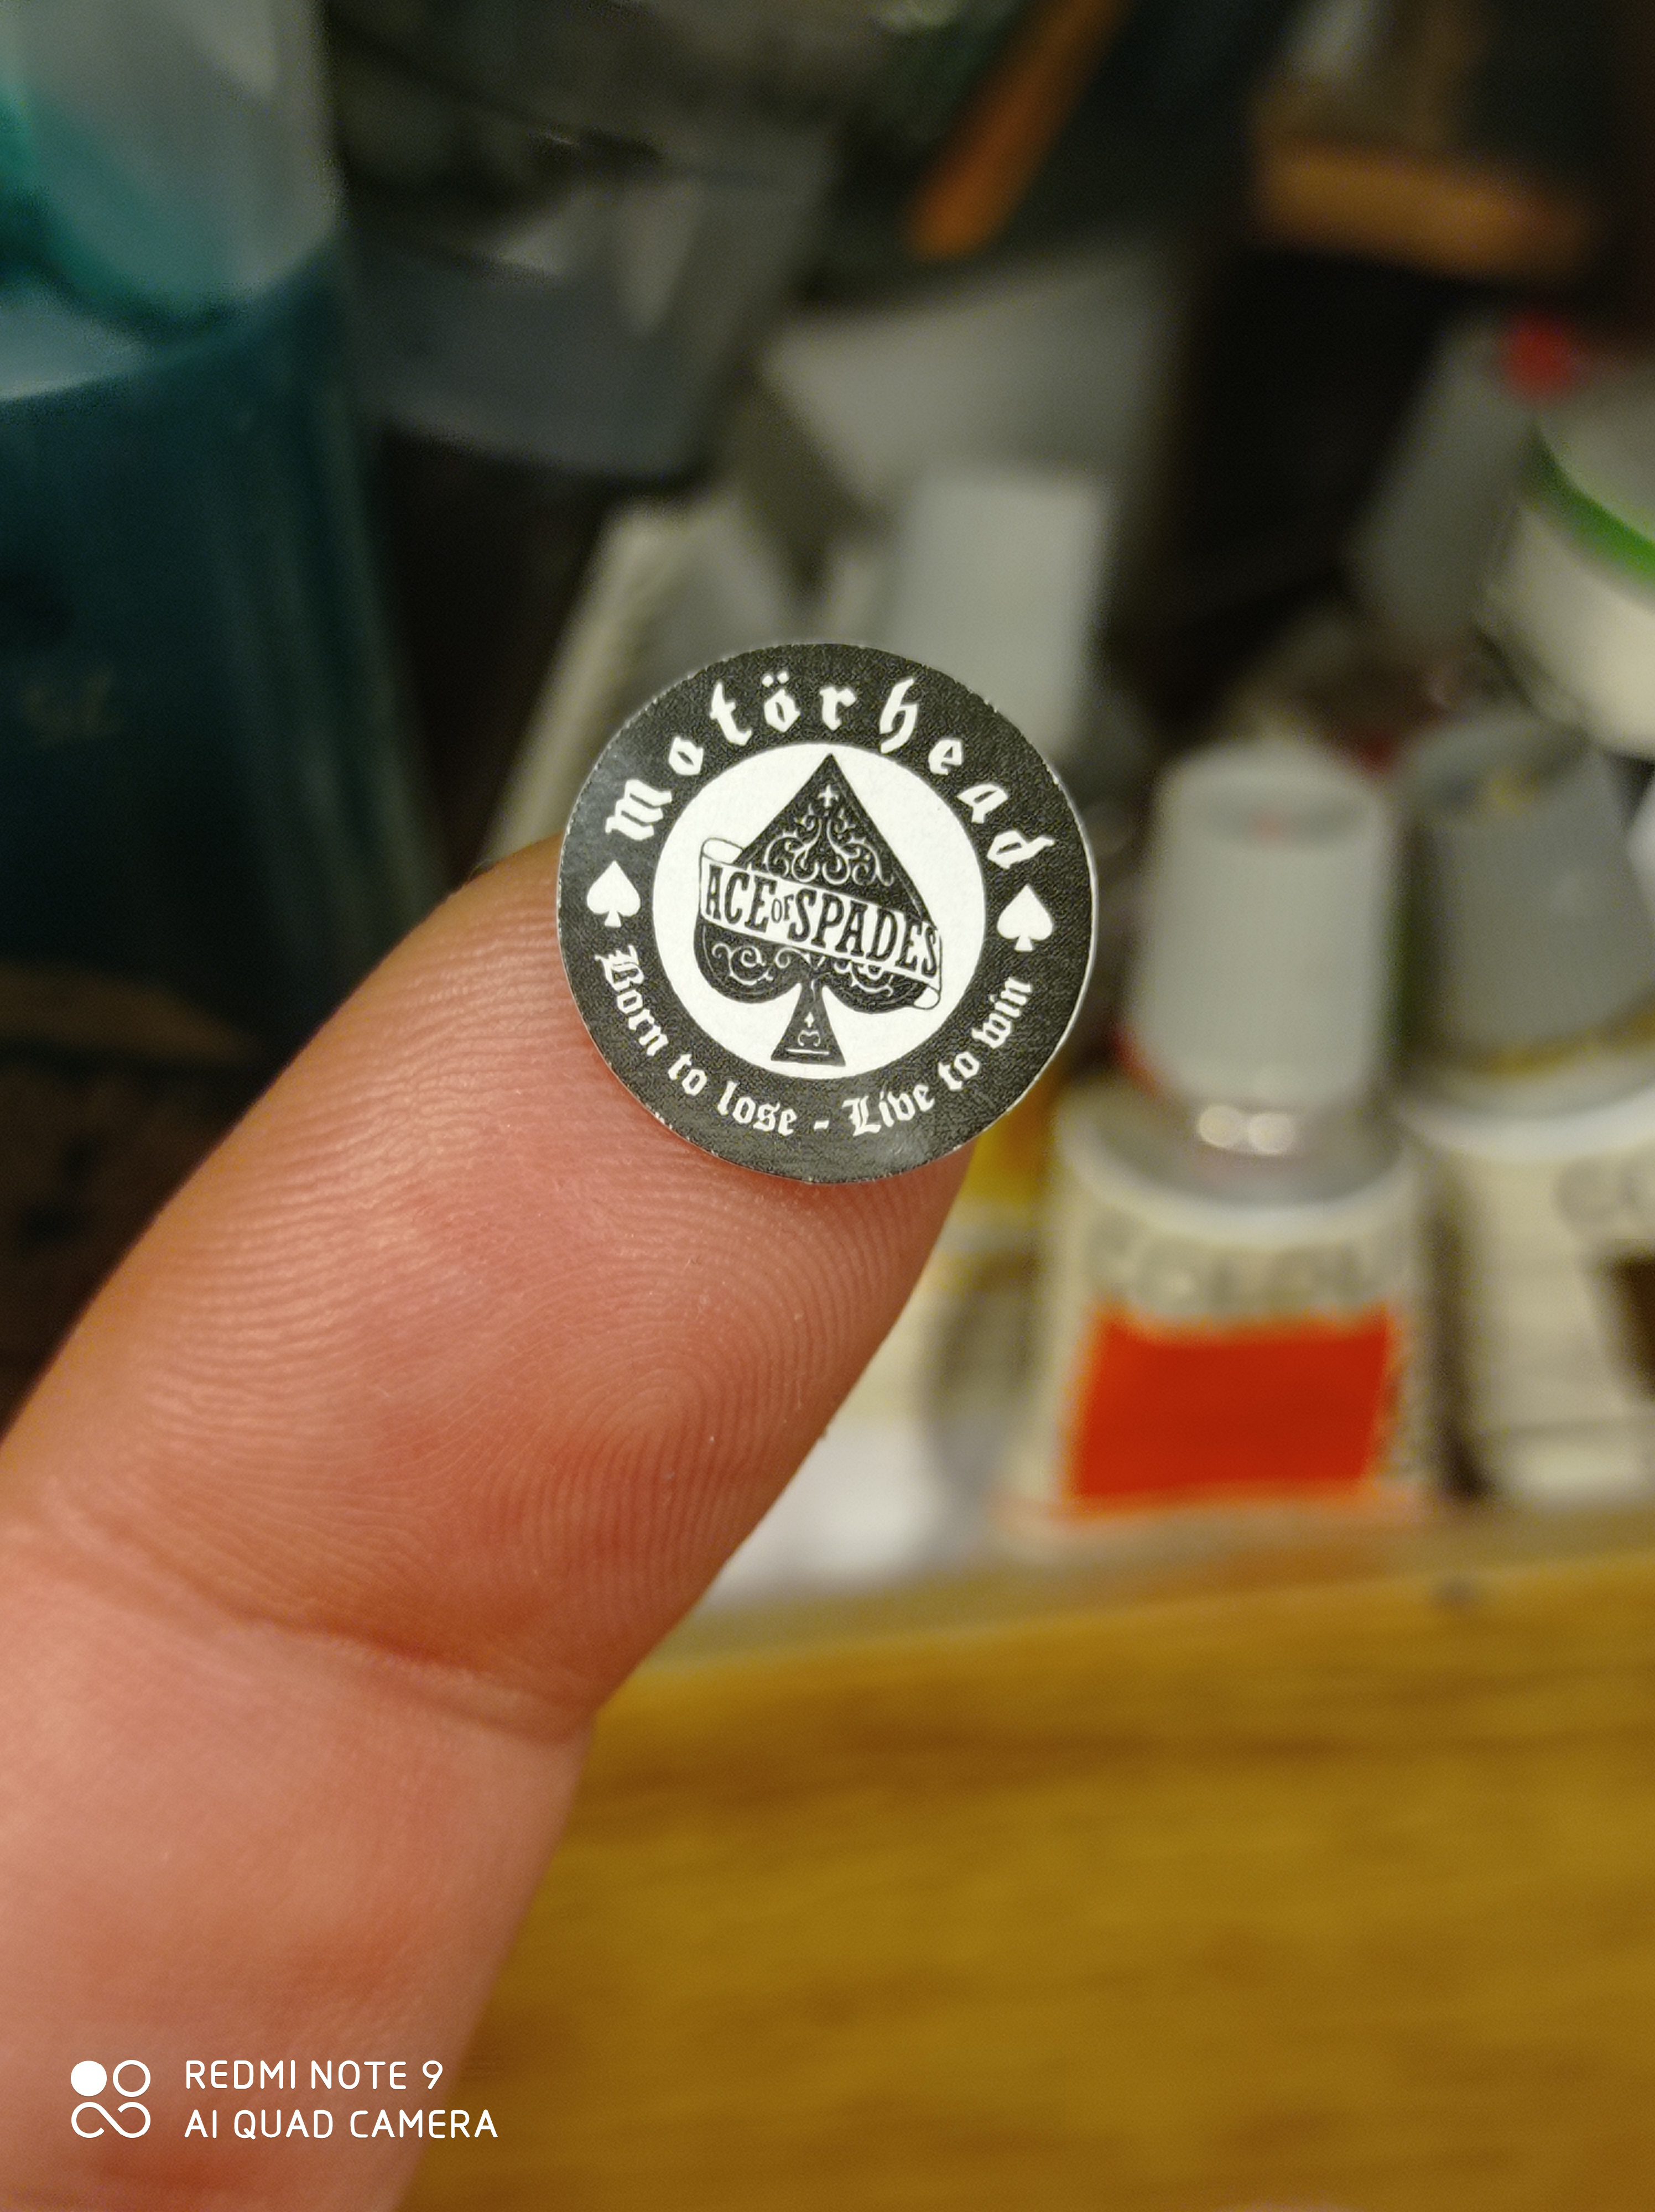 Motörhead
ACE OF SPADES
Born to lose - Live to win
REDMI NOTE 9
AI QUAD CAMERA